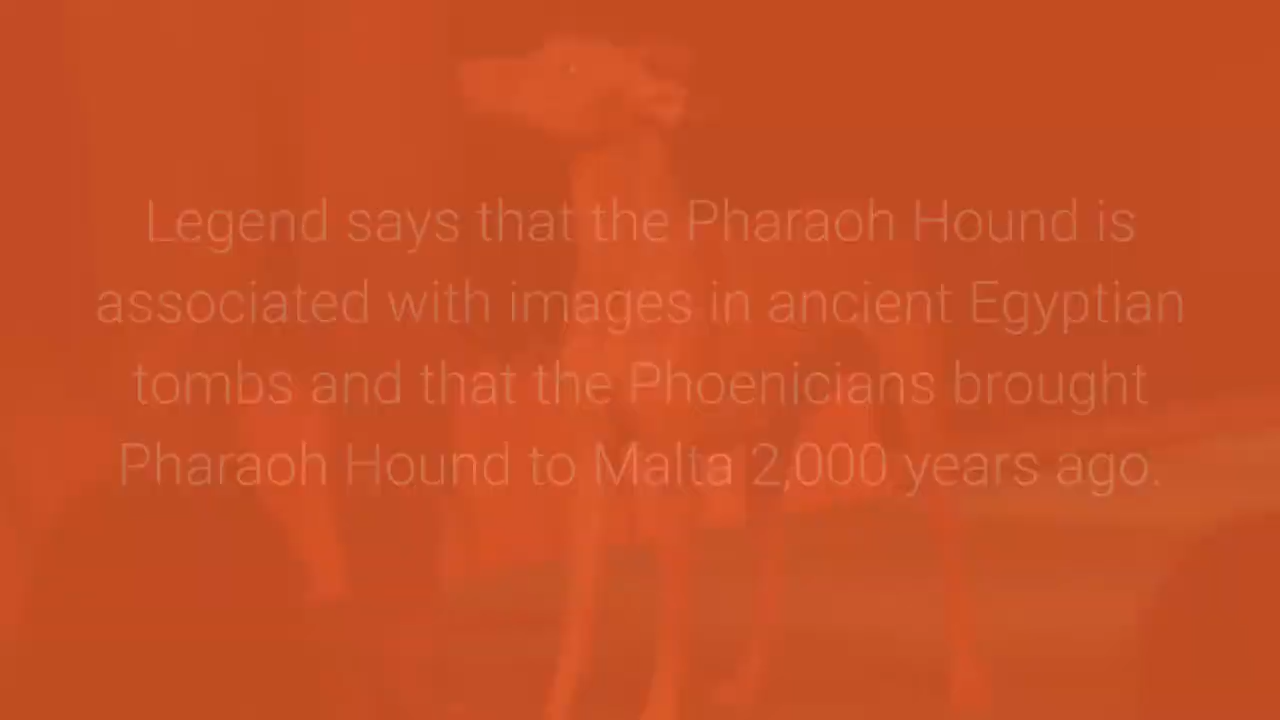 Legend says that the Pharaoh Hound is
associated with images in ancient Egyptian
tombs and that the Phoenicians brought
Pharaoh Hound to Malta 2,000 years ago.